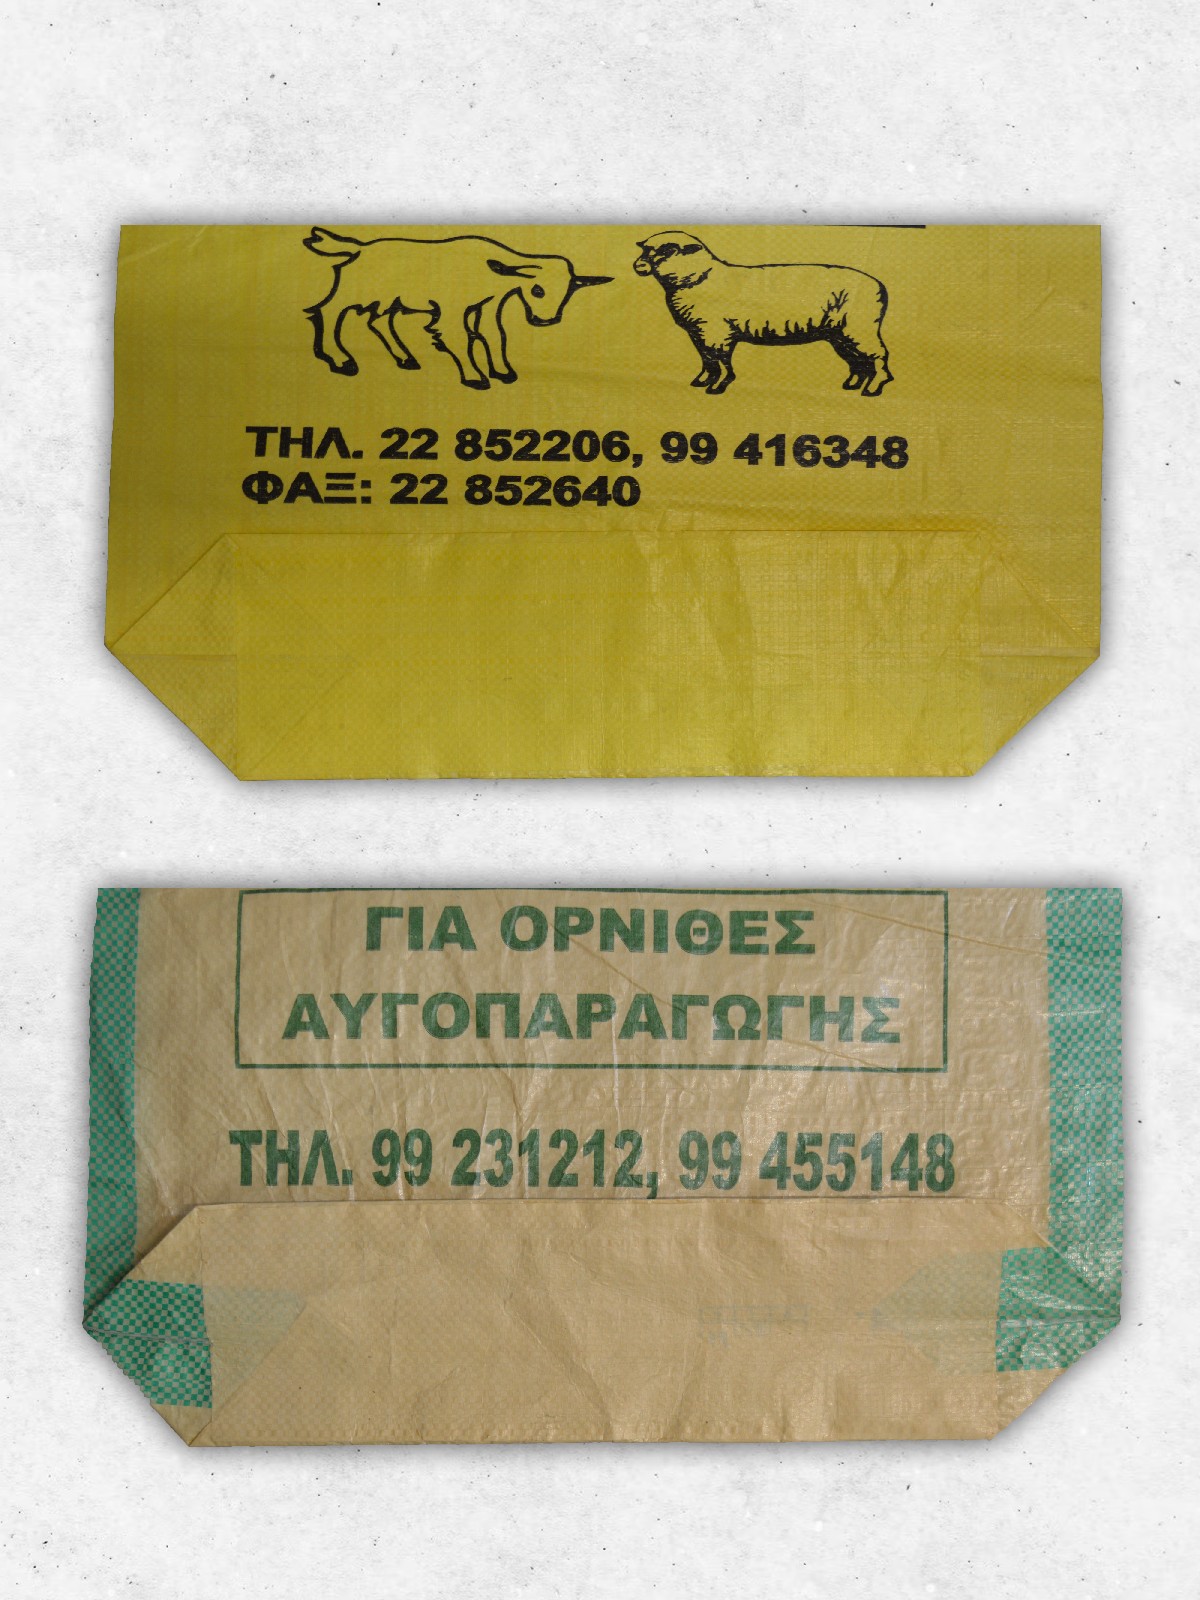 ΤΗΛ. 22 852206, 99 416348
ΦΑΞ: 22 852640
ΓΙΑ ΟΡΝΙΘΕΣ
ΑΥΓΟΠΑΡΑΓΩΓΗΣ
ΤΗΛ. 99 231212, 99 455148